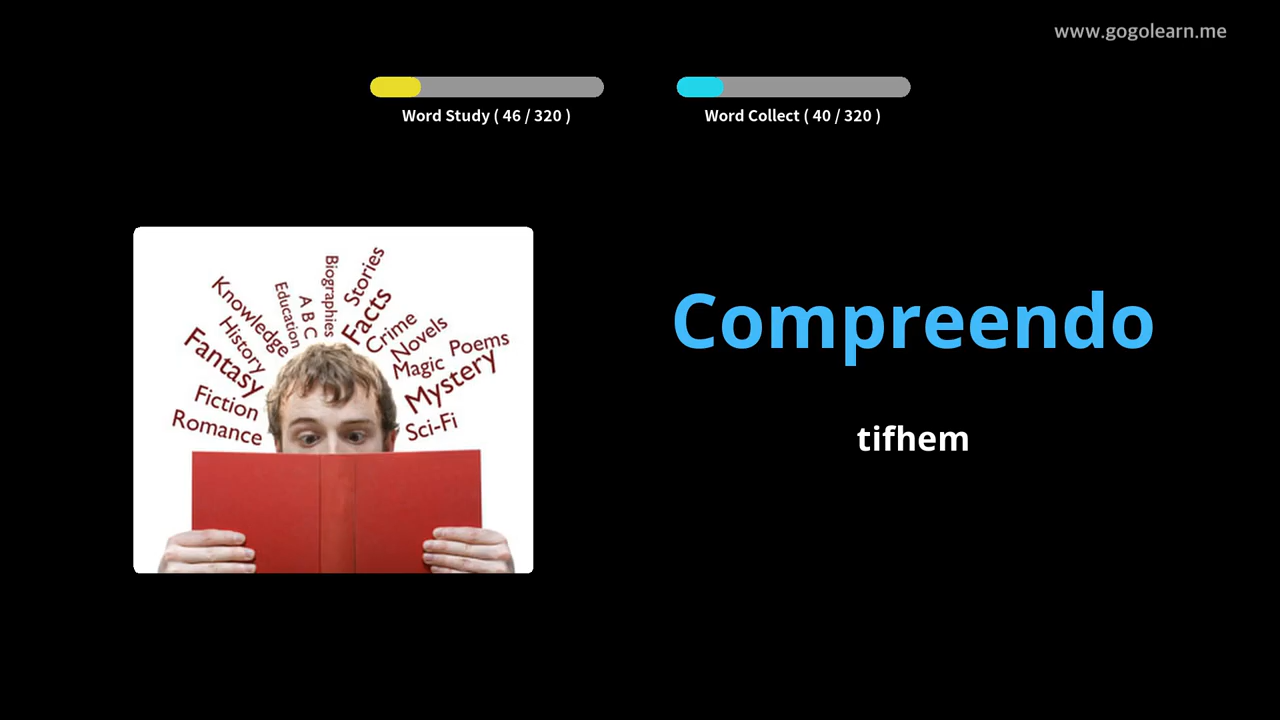 www.gogolearn.me
Word Study ( 46 / 320 )
Word Collect ( 40 / 320 )
Biographies
Stories
Education
A B C
Facts
Knowledge
History
Crime
Novels
Fantasy
Magic
Poems
Mystery
Fiction
Romance
Sci-Fi
Compreendo
tifhem